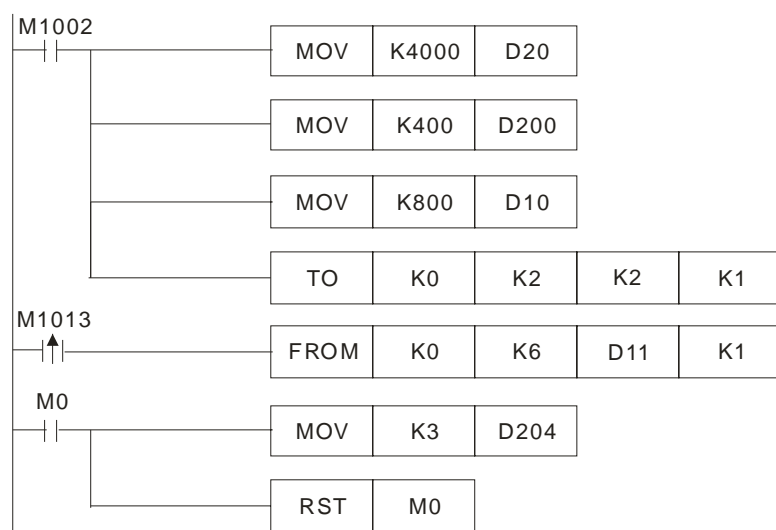 M1002
MOV K4000 D20
MOV K400 D200
MOV K800 D10
TO K0 K2 K2 K1
M1013
FROM K0 K6 D11 K1
M0
MOV K3 D204
RST M0